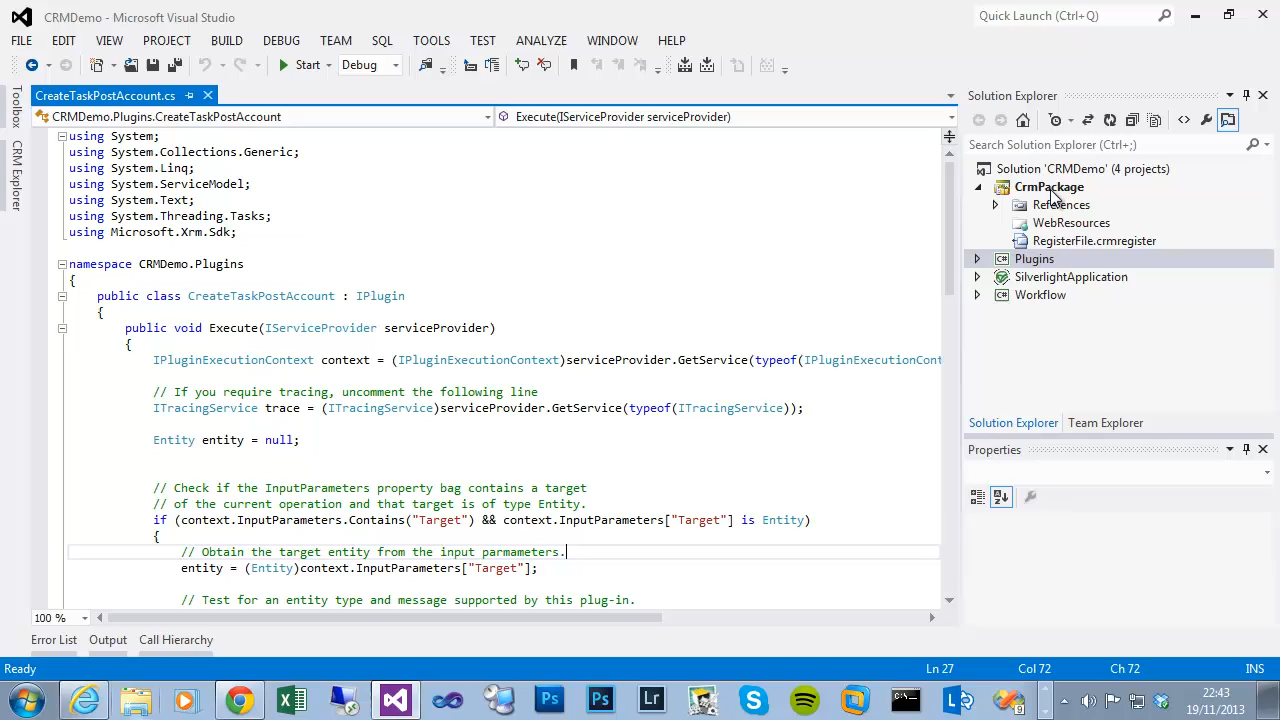 CRMDemo - Microsoft Visual Studio
Quick Launch (Ctrl+Q)
FILE EDIT VIEW PROJECT BUILD DEBUG TEAM SQL TOOLS TEST ANALYZE WINDOW HELP
Start Debug
CreateTaskPostAccount.cs
CRMDemo.Plugins.CreateTaskPostAccount
Execute(IServiceProvider serviceProvider)
Toolbox
CRM Explorer
using System;
using System.Collections.Generic;
using System.Linq;
using System.ServiceModel;
using System.Text;
using System.Threading.Tasks;
using Microsoft.Xrm.Sdk;
namespace CRMDemo.Plugins
{
public class CreateTaskPostAccount : IPlugin
{
public void Execute(IServiceProvider serviceProvider)
{
IPluginExecutionContext context = (IPluginExecutionContext)serviceProvider.GetService(typeof(IPluginExecutionCont
// If you require tracing, uncomment the following line
ITracingService trace = (ITracingService)serviceProvider.GetService(typeof(ITracingService));
Entity entity = null;
// Check if the InputParameters property bag contains a target
// of the current operation and that target is of type Entity.
if (context.InputParameters.Contains("Target") && context.InputParameters["Target"] is Entity)
{
// Obtain the target entity from the input parmameters.
entity = (Entity)context.InputParameters["Target"];
// Test for an entity type and message supported by this plug-in.
100 %
Error List Output Call Hierarchy
Solution Explorer
Search Solution Explorer (Ctrl+;)
Solution 'CRMDemo' (4 projects)
CrmPackage
References
WebResources
RegisterFile.crmregister
C# Plugins
SilverlightApplication
C# Workflow
Solution Explorer Team Explorer
Properties
Ready
Ln 27 Col 72 Ch 72 INS
22:43
19/11/2013